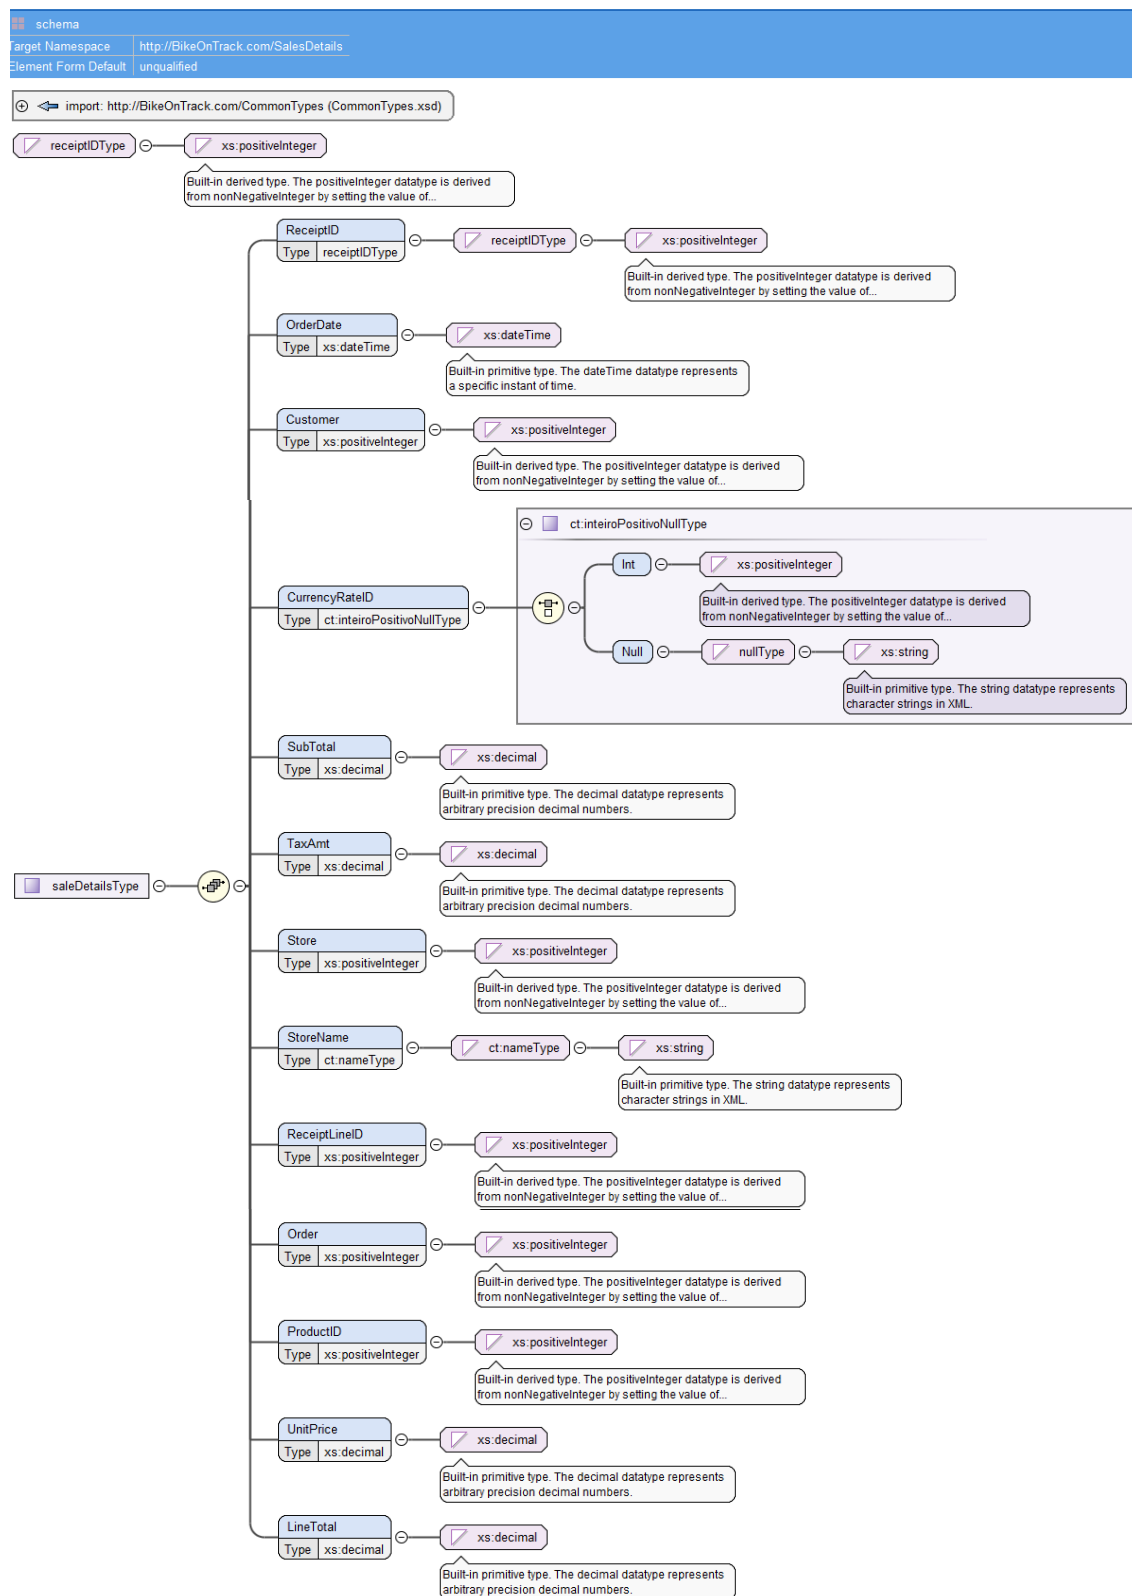 schema
Target Namespace http://BikeOnTrack.com/SalesDetails
Element Form Default unqualified
import: http://BikeOnTrack.com/CommonTypes (CommonTypes.xsd)
receiptIDType xs:positiveInteger
Built-in derived type. The positiveInteger datatype is derived
from nonNegativeInteger by setting the value of...
ReceiptID
Type receiptIDType receiptIDType xs:positiveInteger
Built-in derived type. The positiveInteger datatype is derived
from nonNegativeInteger by setting the value of...
OrderDate
Type xs:dateTime xs:dateTime
Built-in primitive type. The dateTime datatype represents
a specific instant of time.
Customer
Type xs:positiveInteger xs:positiveInteger
Built-in derived type. The positiveInteger datatype is derived
from nonNegativeInteger by setting the value of...
ct:inteiroPositivoNullType
Int xs:positiveInteger
Built-in derived type. The positiveInteger datatype is derived
from nonNegativeInteger by setting the value of...
CurrencyRateID
Type ct:inteiroPositivoNullType
Null nullType xs:string
Built-in primitive type. The string datatype represents
character strings in XML.
SubTotal
Type xs:decimal xs:decimal
Built-in primitive type. The decimal datatype represents
arbitrary precision decimal numbers.
TaxAmt
Type xs:decimal xs:decimal
Built-in primitive type. The decimal datatype represents
arbitrary precision decimal numbers.
saleDetailsType
Store
Type xs:positiveInteger xs:positiveInteger
Built-in derived type. The positiveInteger datatype is derived
from nonNegativeInteger by setting the value of...
StoreName
Type ct:nameType ct:nameType xs:string
Built-in primitive type. The string datatype represents
character strings in XML.
ReceiptLineID
Type xs:positiveInteger xs:positiveInteger
Built-in derived type. The positiveInteger datatype is derived
from nonNegativeInteger by setting the value of...
Order
Type xs:positiveInteger xs:positiveInteger
Built-in derived type. The positiveInteger datatype is derived
from nonNegativeInteger by setting the value of...
ProductID
Type xs:positiveInteger xs:positiveInteger
Built-in derived type. The positiveInteger datatype is derived
from nonNegativeInteger by setting the value of...
UnitPrice
Type xs:decimal xs:decimal
Built-in primitive type. The decimal datatype represents
arbitrary precision decimal numbers.
LineTotal
Type xs:decimal xs:decimal
Built-in primitive type. The decimal datatype represents
arbitrary precision decimal numbers.